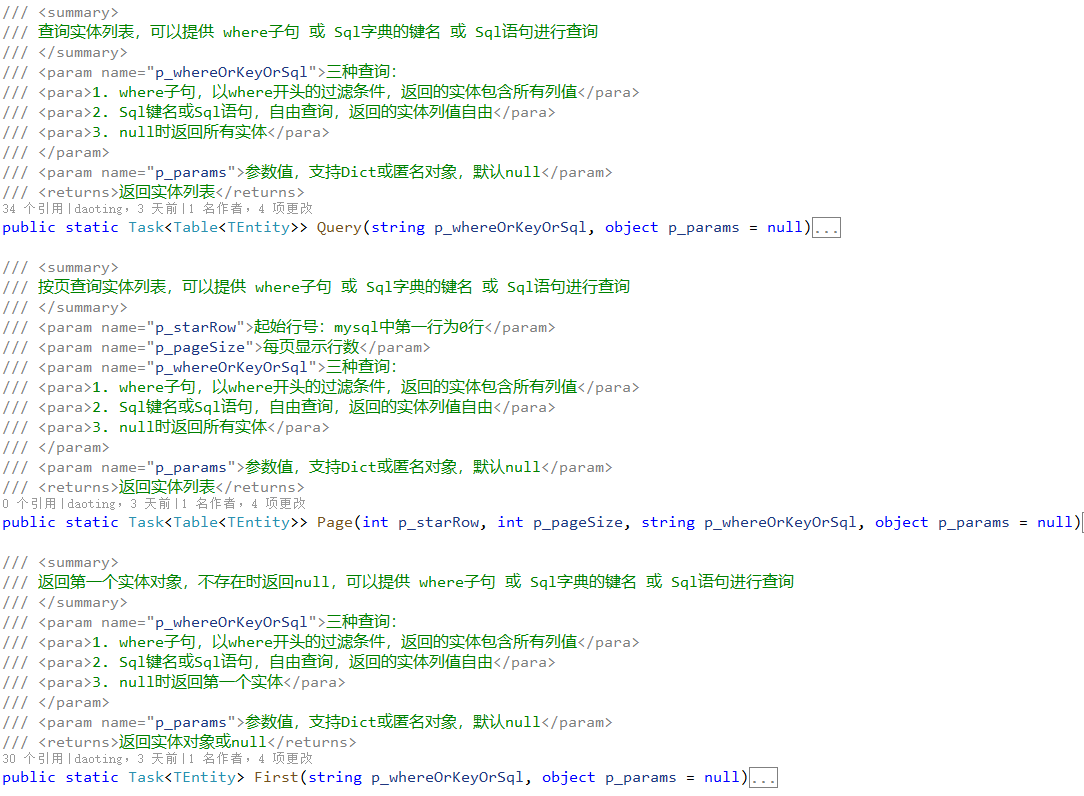 /// <summary>
/// 查询实体列表，可以提供 where子句 或 Sql字典的键名 或 Sql语句进行查询
/// </summary>
/// <param name="p_whereOrKeyOrSql">三种查询：
/// <para>1. where子句，以where开头的过滤条件，返回的实体包含所有列值</para>
/// <para>2. Sql键名或Sql语句，自由查询，返回的实体列值自由</para>
/// <para>3. null时返回所有实体</para>
/// </param>
/// <param name="p_params">参数值，支持Dict或匿名对象，默认null</param>
/// <returns>返回实体列表</returns>
34 个引用|daoting，3 天前|1 名作者，4 项更改
public static Task<Table<TEntity>> Query(string p_whereOrKeyOrSql, object p_params = null)...
/// <summary>
/// 按页查询实体列表，可以提供 where子句 或 Sql字典的键名 或 Sql语句进行查询
/// </summary>
/// <param name="p_starRow">起始行号：mysql中第一行为0行</param>
/// <param name="p_pageSize">每页显示行数</param>
/// <param name="p_whereOrKeyOrSql">三种查询：
/// <para>1. where子句，以where开头的过滤条件，返回的实体包含所有列值</para>
/// <para>2. Sql键名或Sql语句，自由查询，返回的实体列值自由</para>
/// <para>3. null时返回所有实体</para>
/// </param>
/// <param name="p_params">参数值，支持Dict或匿名对象，默认null</param>
/// <returns>返回实体列表</returns>
0 个引用|daoting，3 天前|1 名作者，4 项更改
public static Task<Table<TEntity>> Page(int p_starRow, int p_pageSize, string p_whereOrKeyOrSql, object p_params = null)
/// <summary>
/// 返回第一个实体对象，不存在时返回null，可以提供 where子句 或 Sql字典的键名 或 Sql语句进行查询
/// </summary>
/// <param name="p_whereOrKeyOrSql">三种查询：
/// <para>1. where子句，以where开头的过滤条件，返回的实体包含所有列值</para>
/// <para>2. Sql键名或Sql语句，自由查询，返回的实体列值自由</para>
/// <para>3. null时返回第一个实体</para>
/// </param>
/// <param name="p_params">参数值，支持Dict或匿名对象，默认null</param>
/// <returns>返回实体对象或null</returns>
30 个引用|daoting，3 天前|1 名作者，4 项更改
public static Task<TEntity> First(string p_whereOrKeyOrSql, object p_params = null)...